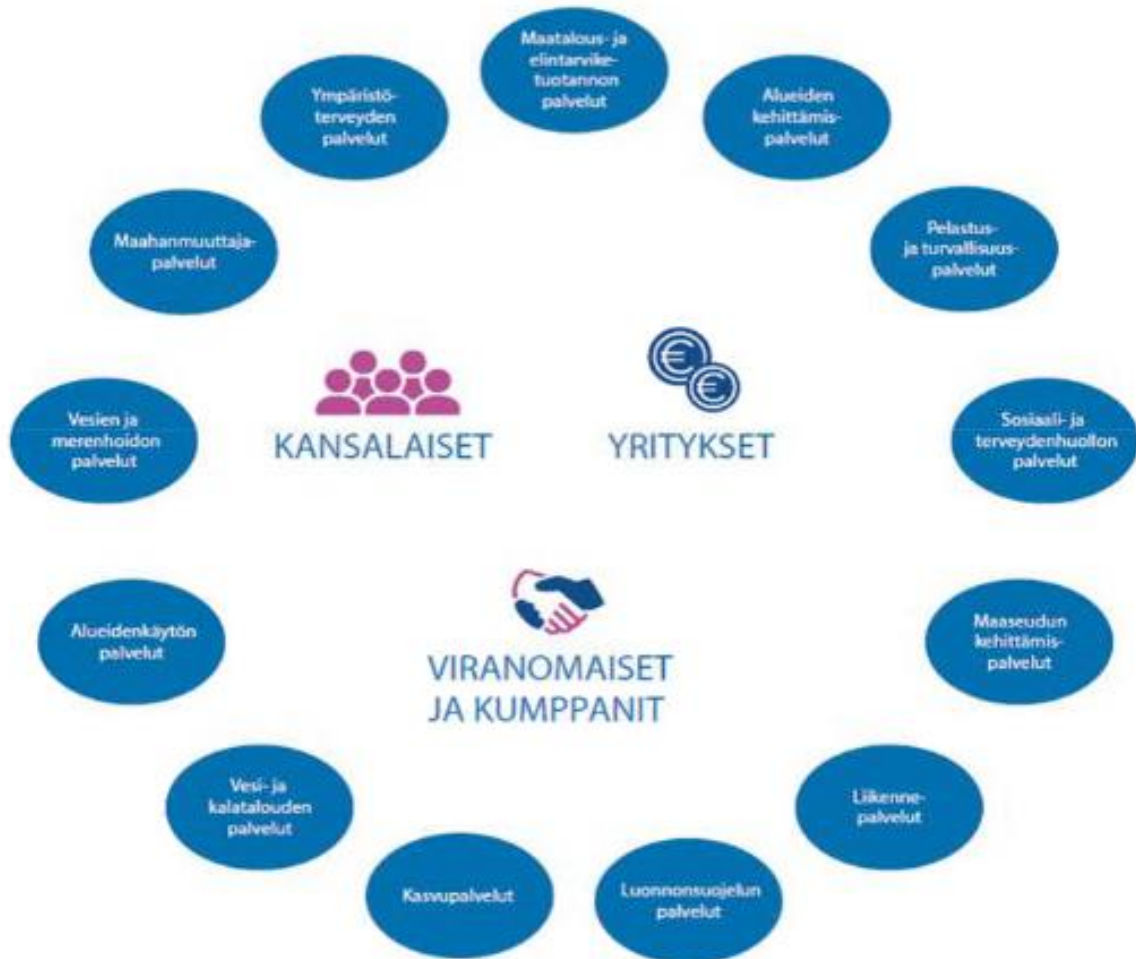 Maatalous- ja
elintarvike-
tuotannon
palvelut
Alueiden
kehittämis-
palvelut
Pelastus-
ja turvallisuus-
palvelut
Sosiaali- ja
terveydenhuollon
palvelut
Maaseudun
kehittämis-
palvelut
Liikenne-
palvelut
Luonnonsuojelun
palvelut
Kasvupalvelut
Vesi- ja
kalatalouden
palvelut
Alueidenkäytön
palvelut
Vesien ja
merenhoidon
palvelut
Maahanmuuttaja-
palvelut
Ympäristö-
terveyden
palvelut
KANSALAISET
€
€
YRITYKSET
VIRANOMAISET
JA KUMPPANIT